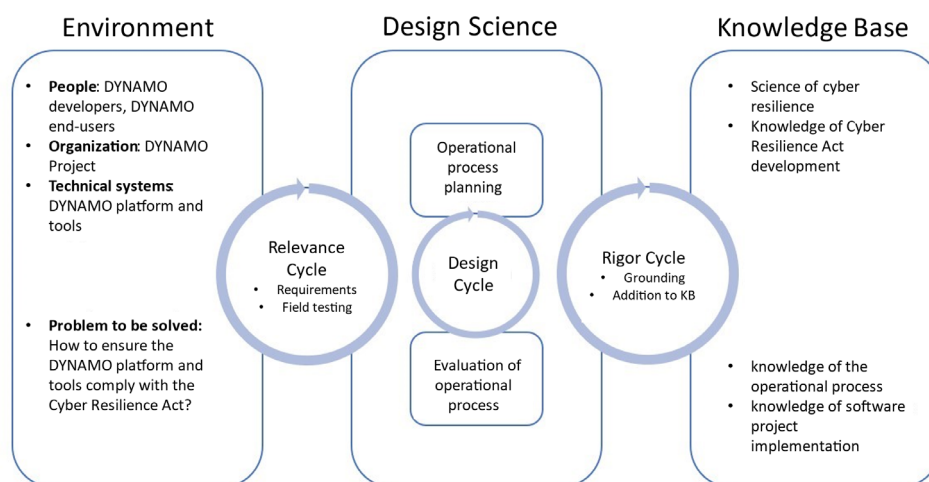 Environment
• People: DYNAMO
developers, DYNAMO
end-users
• Organization: DYNAMO
Project
• Technical systems:
DYNAMO platform and
tools
• Problem to be solved:
How to ensure the
DYNAMO platform and
tools comply with the
Cyber Resilience Act?
Relevance
Cycle
• Requirements
• Field testing
Design Science
Operational
process
planning
Design
Cycle
Evaluation of
operational
process
Rigor Cycle
• Grounding
• Addition to KB
Knowledge Base
• Science of cyber
resilience
• Knowledge of Cyber
Resilience Act
development
• knowledge of the
operational process
• knowledge of software
project
implementation